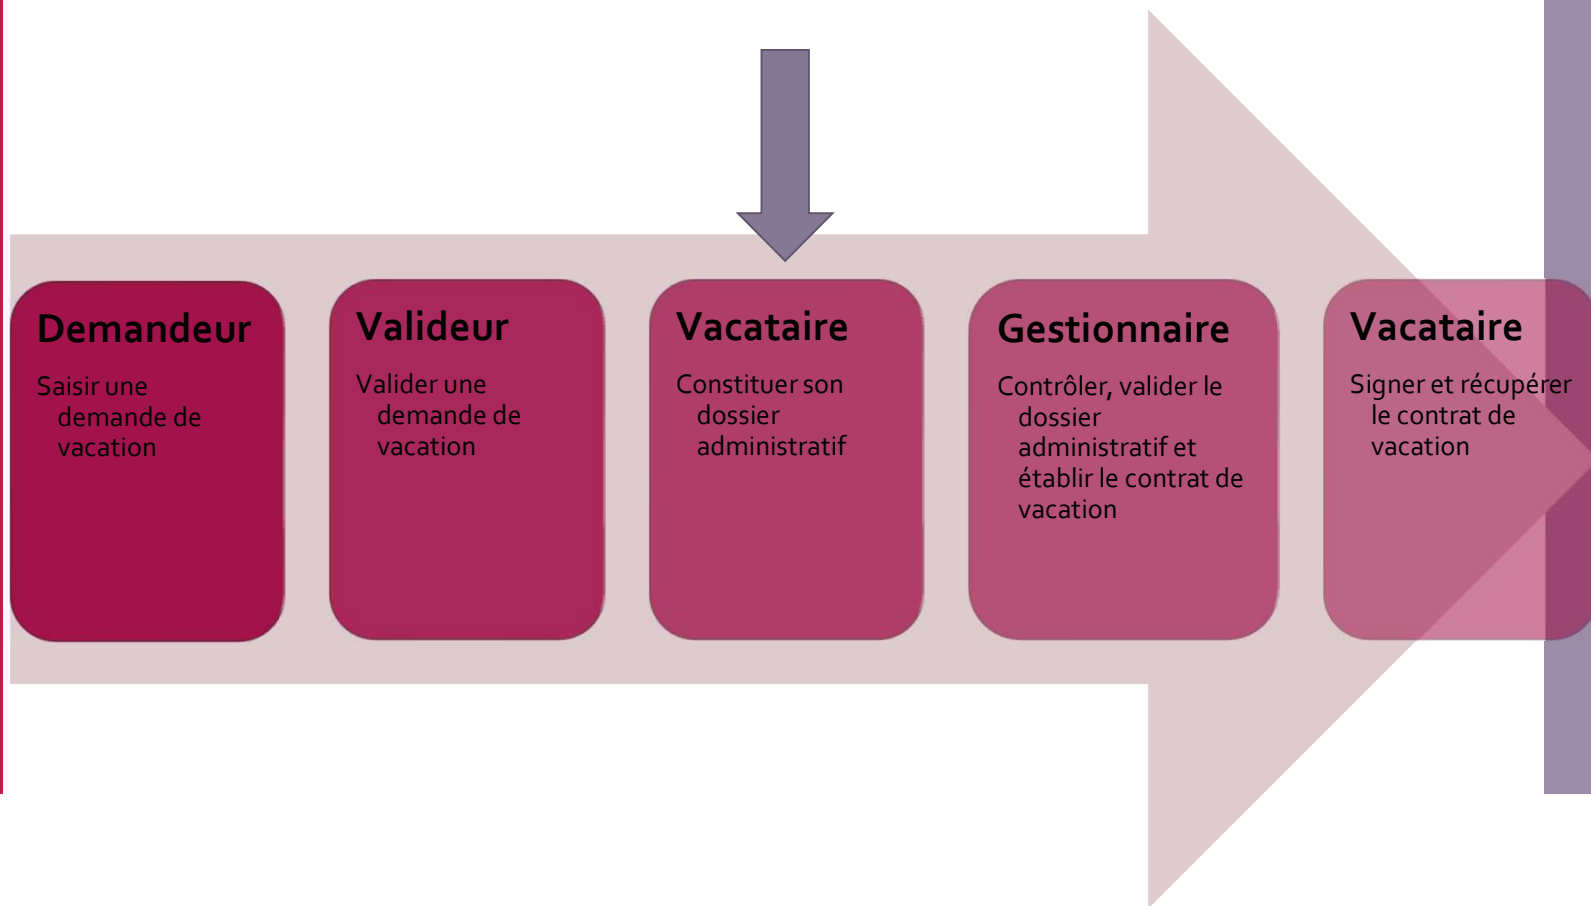 Demandeur
Saisir une
demande de
vacation
Valideur
Valider une
demande de
vacation
Vacataire
Constituer son
dossier
administratif
Gestionnaire
Contrôler, valider le
dossier
administratif et
établir le contrat de
vacation
Vacataire
Signer et récupérer
le contrat de
vacation